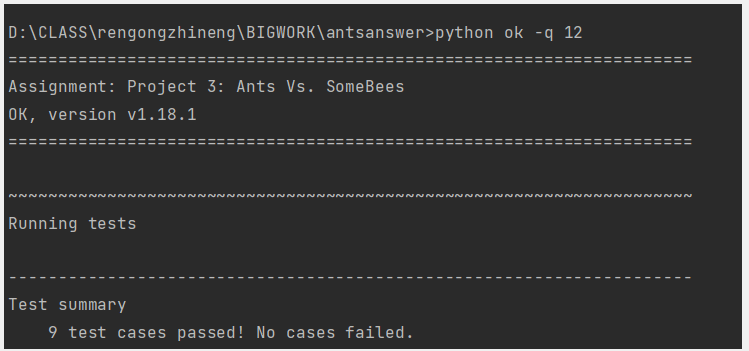 D:\CLASS\rengongzhineng\BIGWORK\antsanswer>python ok -q 12
=====================================================================
Assignment: Project 3: Ants Vs. SomeBees
OK, version v1.18.1
=====================================================================
~~~~~~~~~~~~~~~~~~~~~~~~~~~~~~~~~~~~~~~~~~~~~~~~~~~~~~~~~~~~~~~~~~~~~
Running tests
---------------------------------------------------------------------
Test summary
    9 test cases passed! No cases failed.